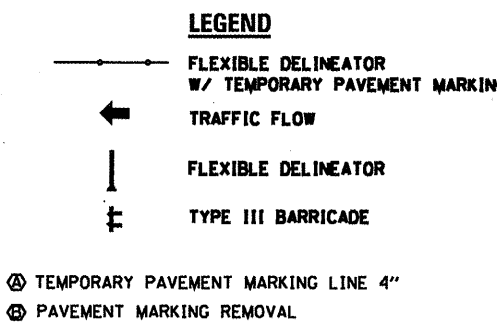 LEGEND
FLEXIBLE DELINEATOR
W/ TEMPORARY PAVEMENT MARKIN
TRAFFIC FLOW
FLEXIBLE DELINEATOR
TYPE III BARRICADE
A TEMPORARY PAVEMENT MARKING LINE 4"
B PAVEMENT MARKING REMOVAL